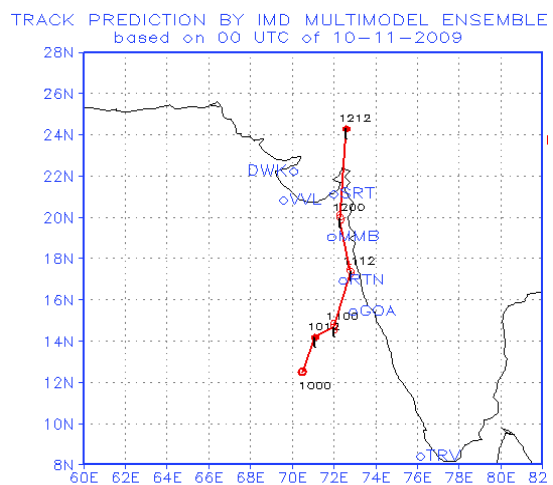 TRACK PREDICTION BY IMD MULTIMODEL ENSEMBLE
based on 00 UTC of 10-11-2009
28N
26N
1212
24N
DWK
22N
SRT
VVL
1200
20N
MMB
18N
112
RTN
16N
GOA
1100
1012
14N
12N
1000
10N
TRV
8N
60E 62E 64E 66E 68E 70E 72E 74E 76E 78E 80E 82E